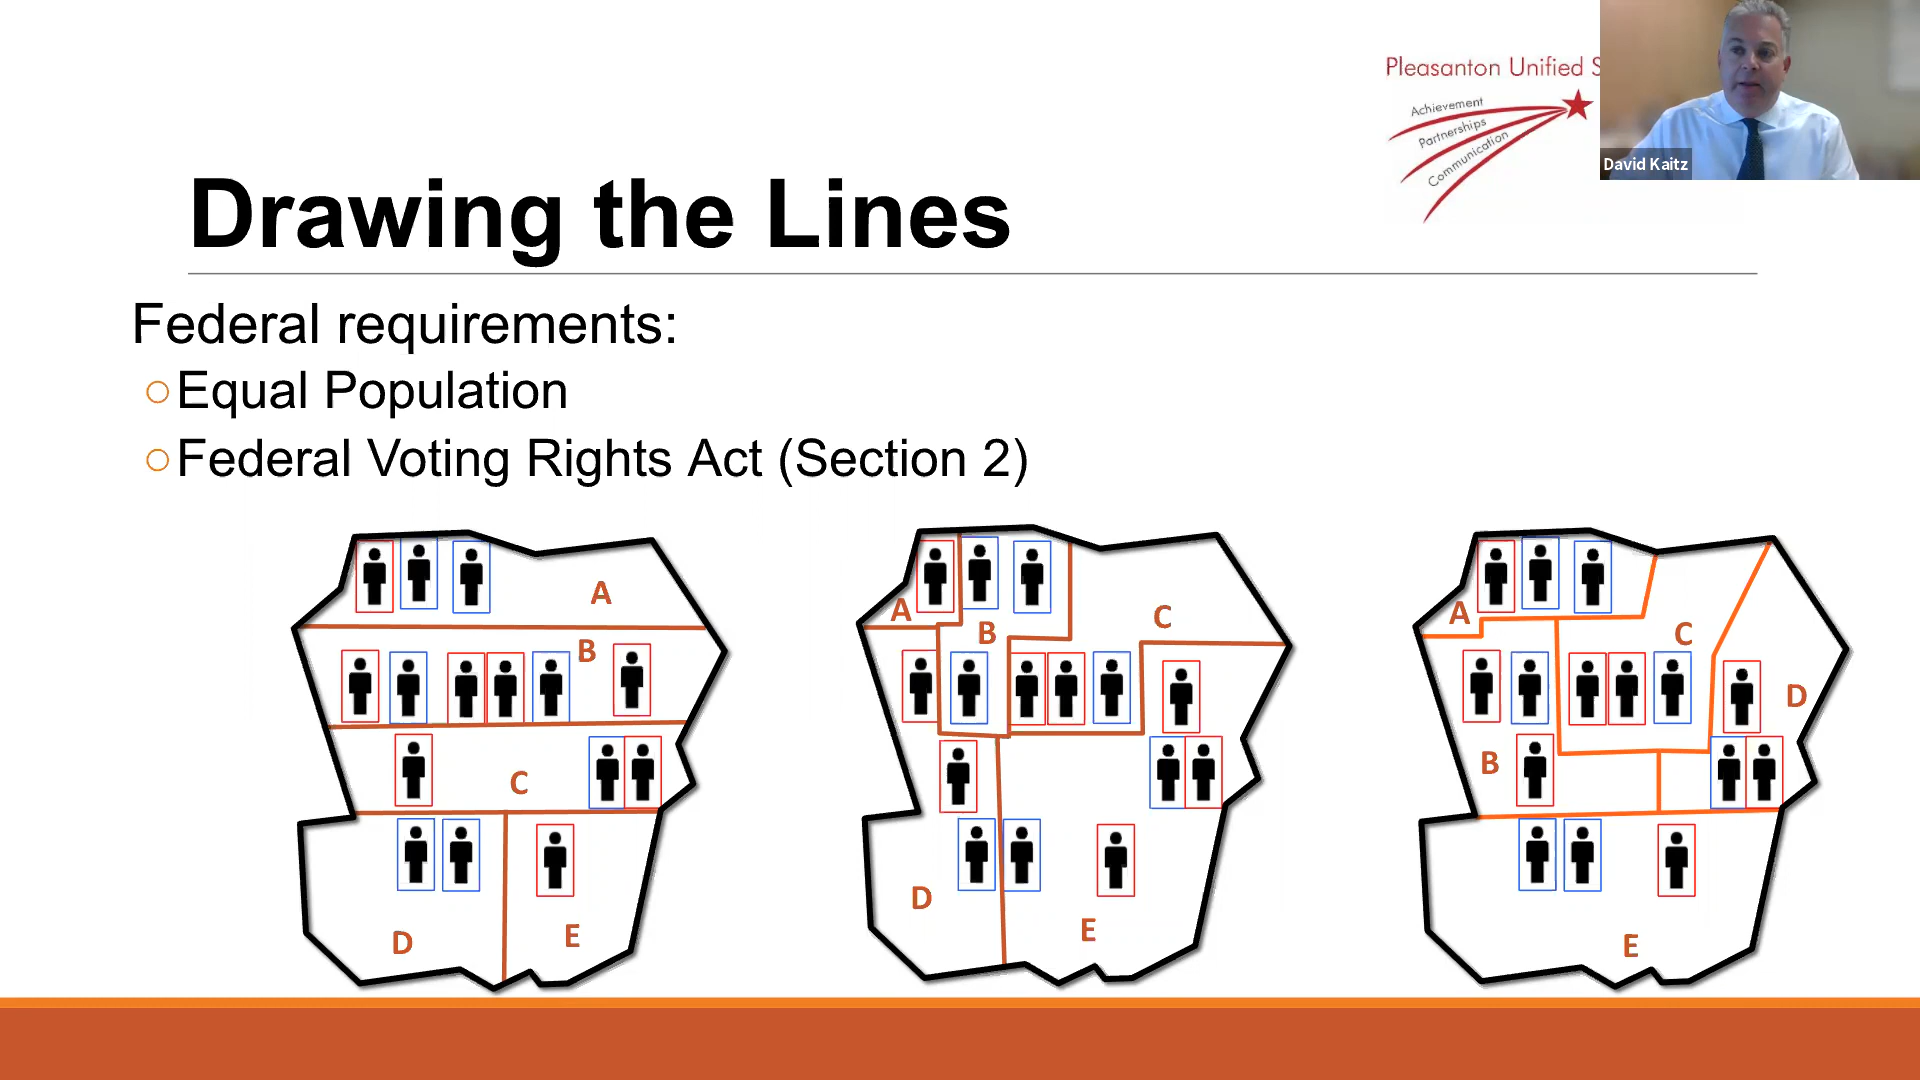 Pleasanton Unified S
Achievement
Partnerships
Communication
David Kaitz
Drawing the Lines
Federal requirements:
Equal Population
Federal Voting Rights Act (Section 2)
A
B
C
D
E
A
B
C
D
E
A
B
C
D
E